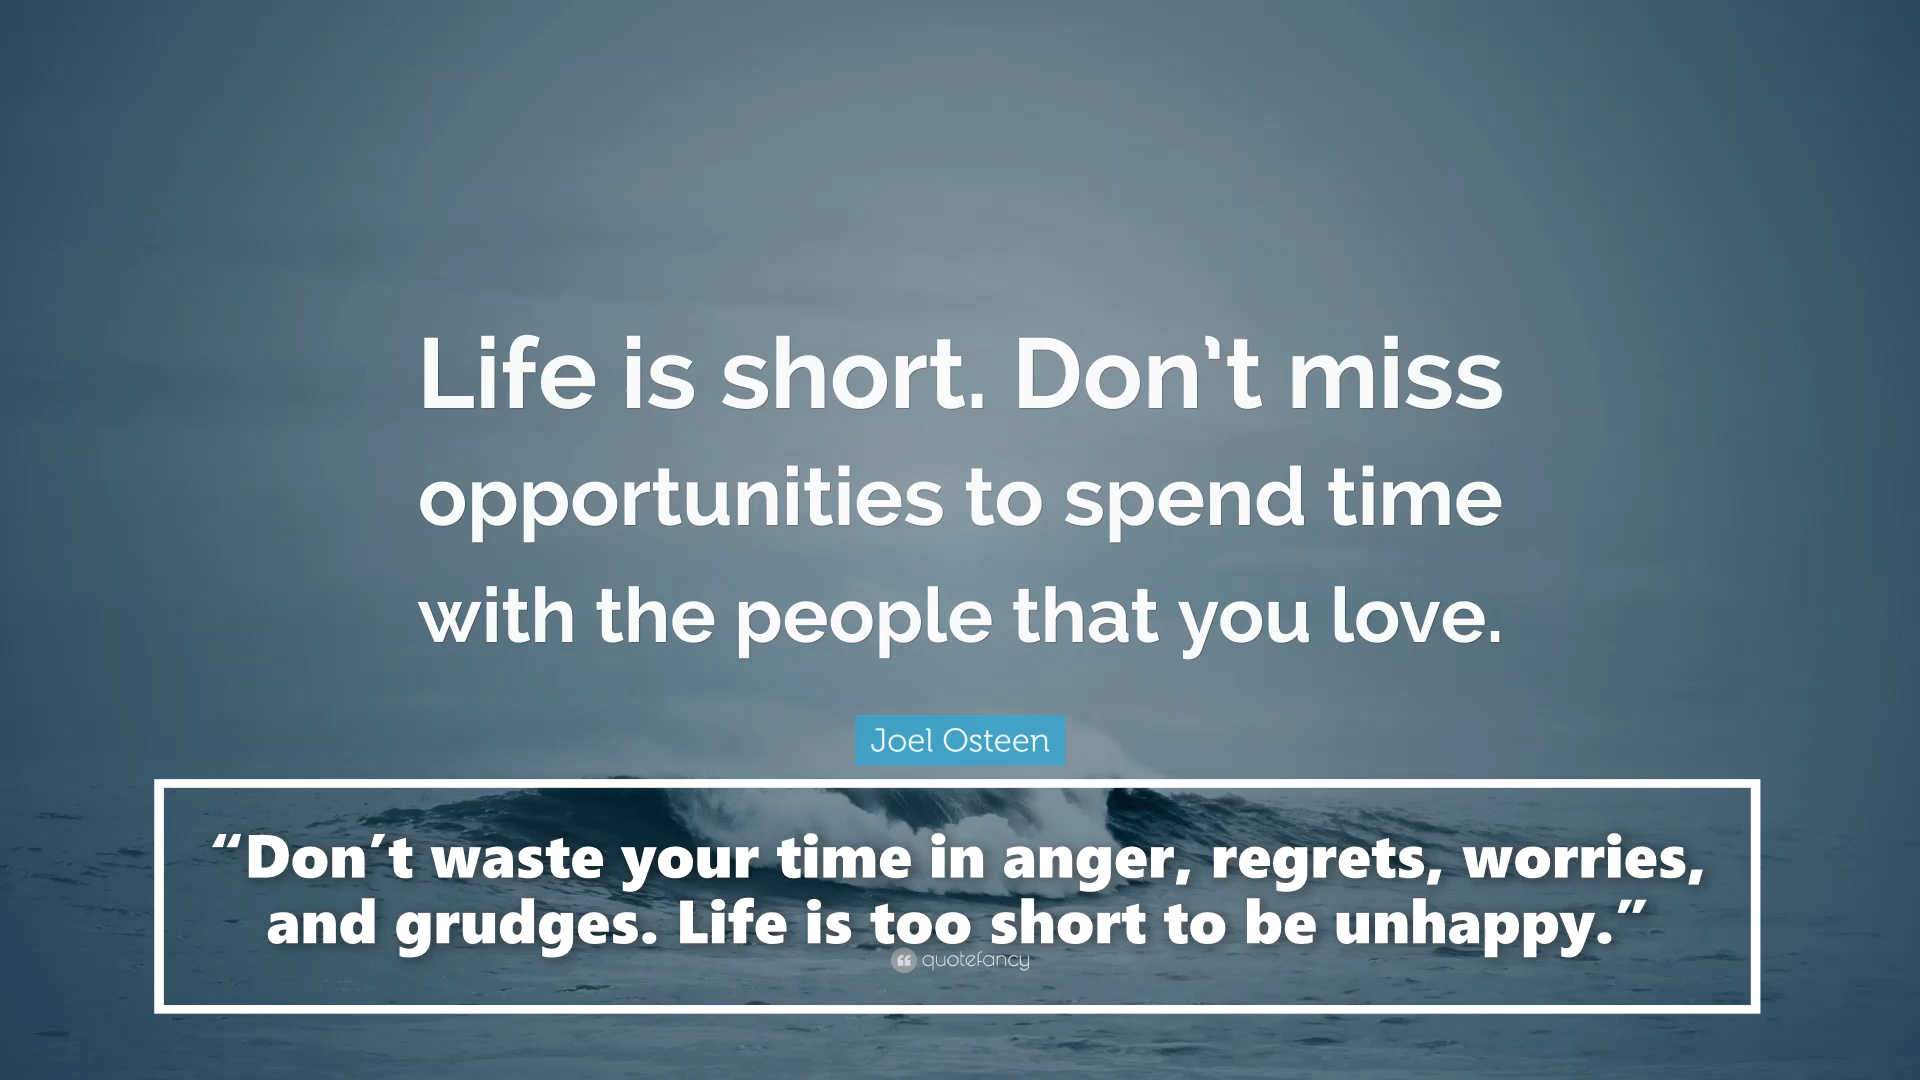 Life is short. Don’t miss
opportunities to spend time
with the people that you love.
Joel Osteen
“Don’t waste your time in anger, regrets, worries,
and grudges. Life is too short to be unhappy.”
quotefancy